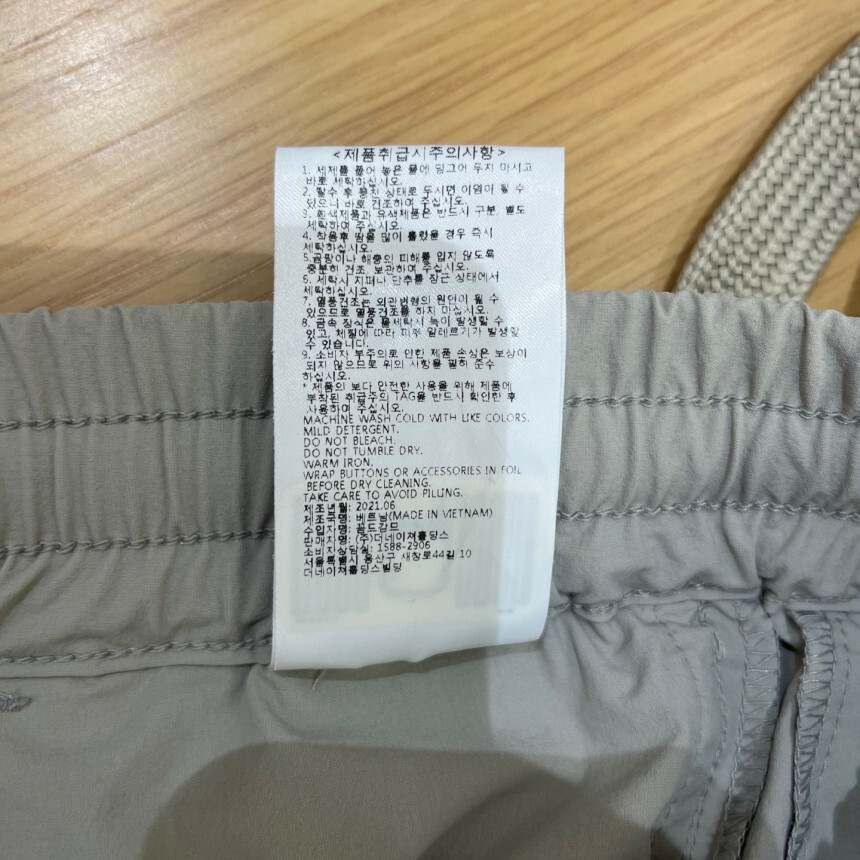 <제품취급시주의사항>
1. 세제를 풀어 놓은 물에 담그어 두지 마시고
바로 세탁하십시오.
2. 탈수 후 뭉친 상태로 두시면 이염이 될 수
있으니 바로 건조하여 주십시오.
3. 흰색제품과 유색제품은 반드시 구분, 별도
세탁하여 주십시오.
4. 착용후 땀을 많이 흘렸을 경우 즉시
세탁하십시오.
5.곰팡이나 해충의 피해를 입지 않도록
충분히 건조, 보관하여 주십시오.
6. 세탁시 지퍼나 단추를 잠근 상태에서
세탁하십시오.
7. 열풍건조는 외관변형의 원인이 될 수
있으므로 열풍건조를 하지 마십시오.
8. 금속 장식은 물세탁시 녹이 발생할 수
있고, 체질에 따라 피부 알레르기가 발생할
수 있습니다.
9. 소비자 부주의로 인한 제품 손상은 보상이
되지 않으므로 위의 사항을 필히 준수
하십시오.
* 제품의 보다 안전한 사용을 위해 제품에
부착된 취급주의 TAG을 반드시 확인한 후
사용하여 주십시오.
MACHINE WASH COLD WITH LIKE COLORS.
MILD DETERGENT.
DO NOT BLEACH.
DO NOT TUMBLE DRY.
WARM IRON.
WRAP BUTTONS OR ACCESSORIES IN FOIL
BEFORE DRY CLEANING.
TAKE CARE TO AVOID PILLING.
제조년월: 2021.06
제조국명: 베트남(MADE IN VIETNAM)
수입자명: 콤드감므
판매자명: (주)더네이쳐홀딩스
소비자상담실: 1588-2906
서울특별시 용산구 새창로44길 10
더네이쳐홀딩스빌딩